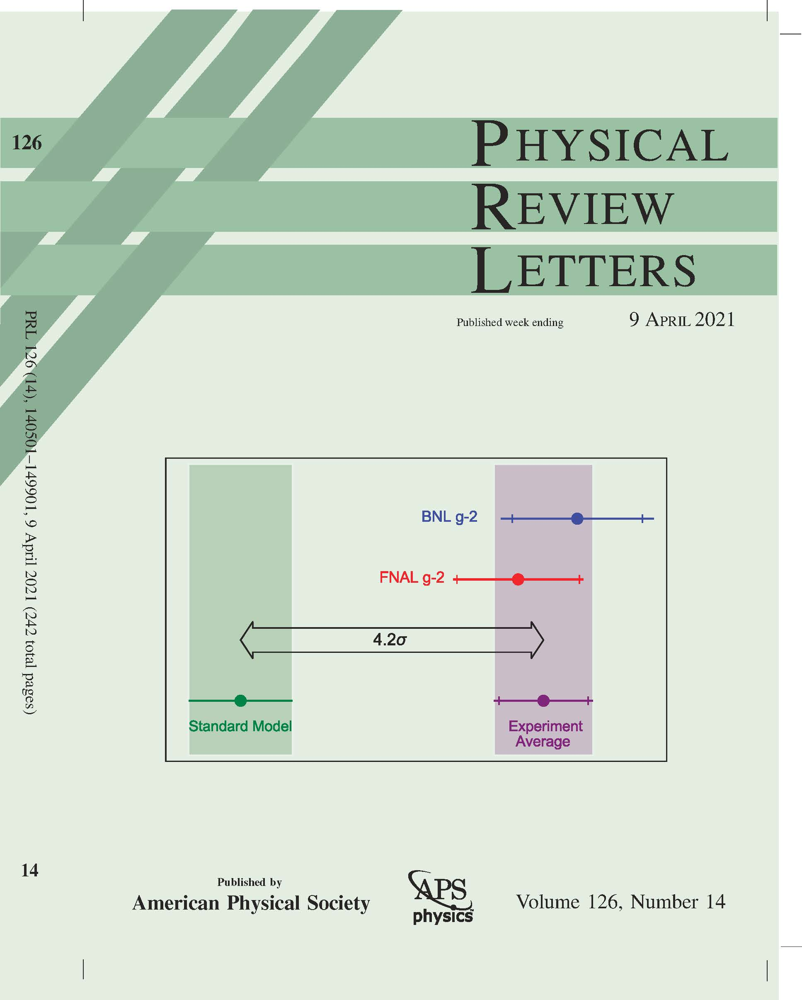 126
PHYSICAL
REVIEW
LETTERS
Published week ending 9 APRIL 2021
PRL 126 (14), 140501–149901, 9 April 2021 (242 total pages)
BNL g-2
FNAL g-2
4.2σ
Standard Model
Experiment
Average
14
Published by
American Physical Society
APS
physics™
Volume 126, Number 14